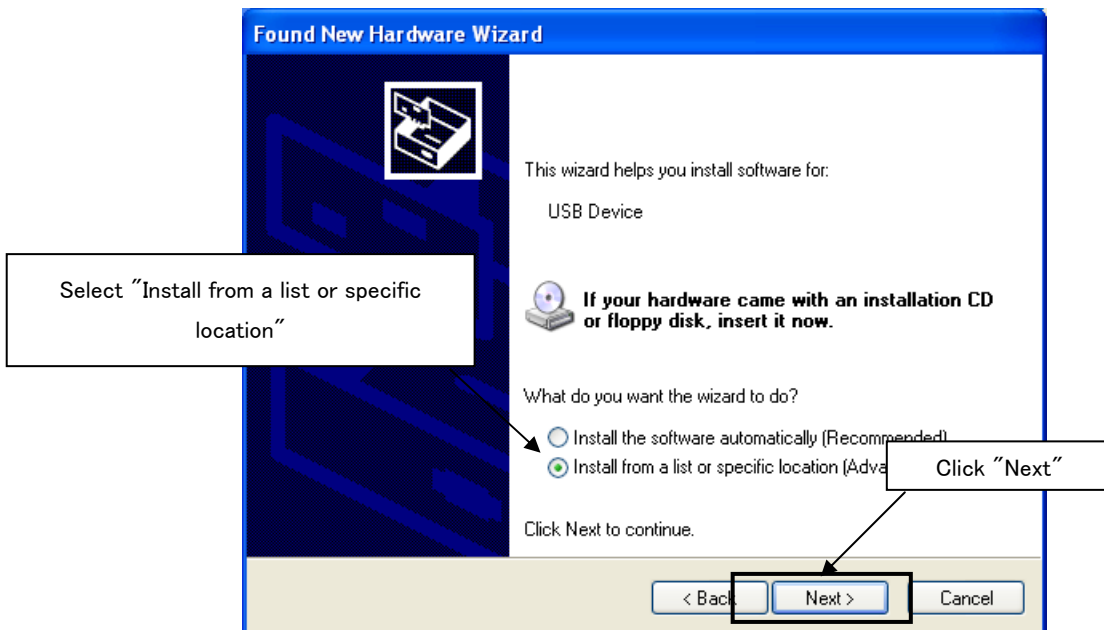 Found New Hardware Wizard
This wizard helps you install software for:
USB Device
Select "Install from a list or specific
location"
If your hardware came with an installation CD
or floppy disk, insert it now.
What do you want the wizard to do?
Install the software automatically (Recommended)
Install from a list or specific location (Adva
Click "Next"
Click Next to continue.
< Back
Next >
Cancel